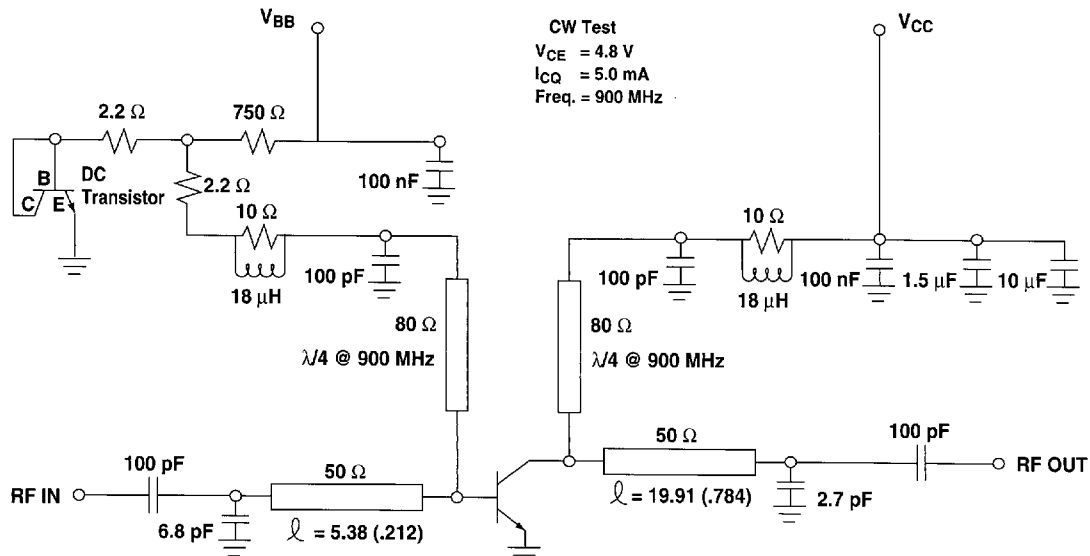 V_BB
CW Test
V_CE = 4.8 V
I_CQ = 5.0 mA
Freq. = 900 MHz
V_CC
2.2 Ω
750 Ω
100 nF
B
C
E
DC
Transistor
2.2 Ω
10 Ω
18 μH
100 pF
80 Ω
λ/4 @ 900 MHz
100 pF
10 Ω
18 μH
100 nF
1.5 μF
10 μF
80 Ω
λ/4 @ 900 MHz
RF IN
100 pF
6.8 pF
50 Ω
ℓ = 5.38 (.212)
50 Ω
ℓ = 19.91 (.784)
2.7 pF
100 pF
RF OUT